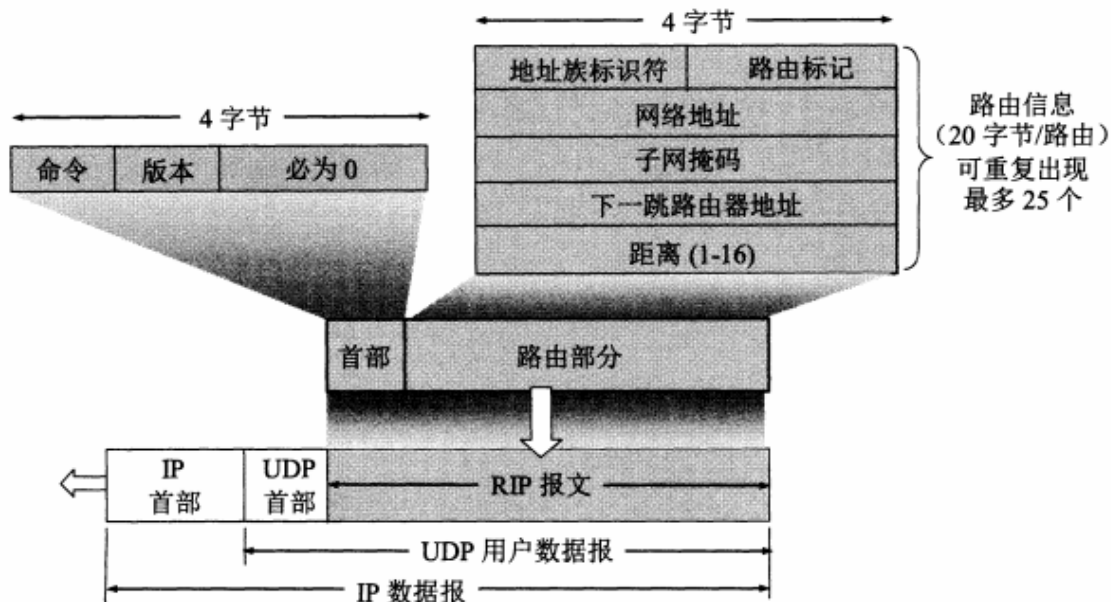 4 字节
地址族标识符 路由标记
网络地址
子网掩码
下一跳路由器地址
距离 (1-16)
路由信息
（20 字节/路由）
可重复出现
最多 25 个
4 字节
命令 版本 必为 0
首部 路由部分
IP
首部
UDP
首部
RIP 报文
UDP 用户数据报
IP 数据报